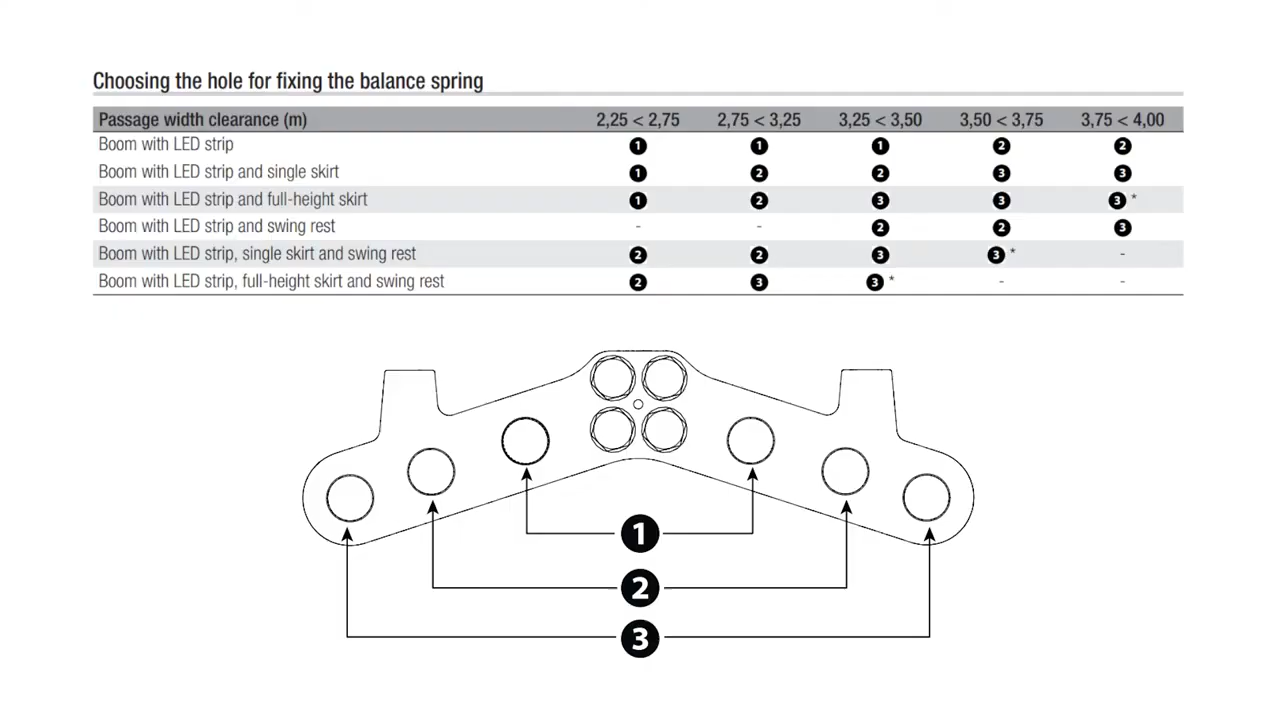 Choosing the hole for fixing the balance spring
Passage width clearance (m) 2,25 < 2,75 2,75 < 3,25 3,25 < 3,50 3,50 < 3,75 3,75 < 4,00
Boom with LED strip 1 1 1 2 2
Boom with LED strip and single skirt 1 2 2 3 3
Boom with LED strip and full-height skirt 1 2 3 3 3 *
Boom with LED strip and swing rest - - 2 2 3
Boom with LED strip, single skirt and swing rest 2 2 3 3 * -
Boom with LED strip, full-height skirt and swing rest 2 3 3 * - -
1
2
3